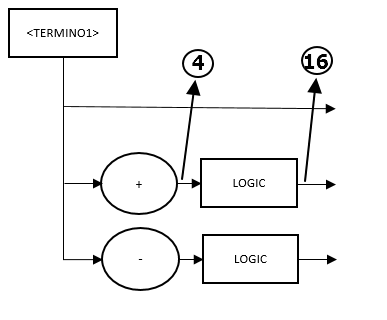 <TERMINO1>
4
16
+
LOGIC
-
LOGIC